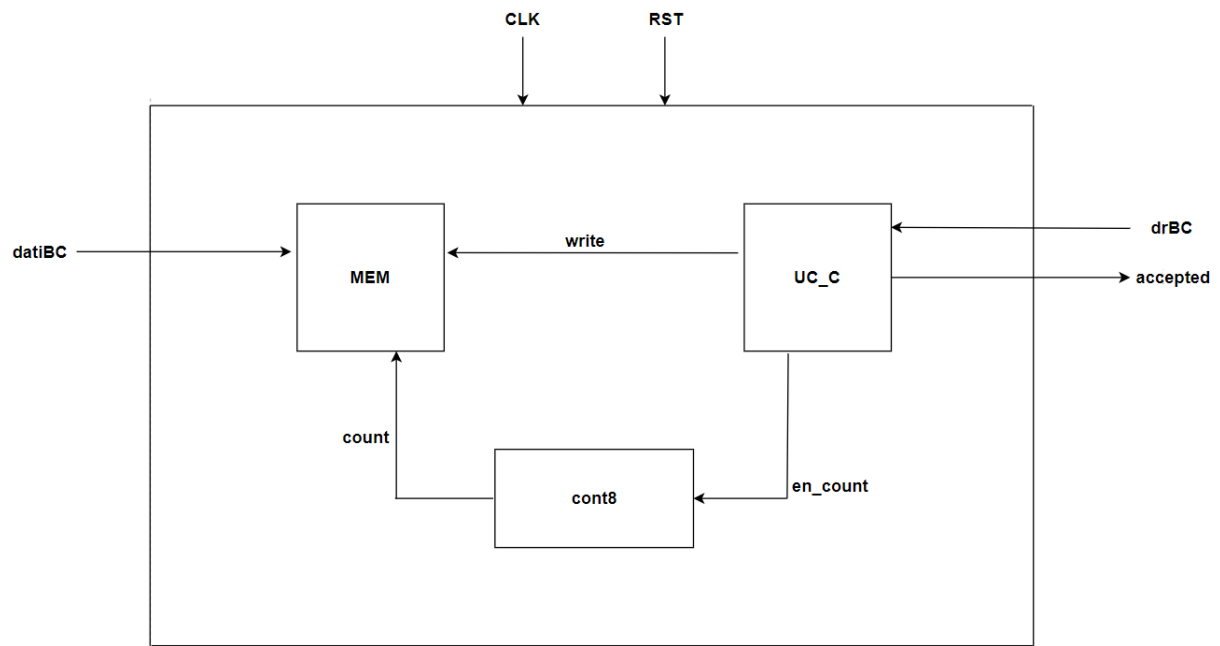 CLK
RST
datiBC
MEM
write
UC_C
drBC
accepted
count
cont8
en_count